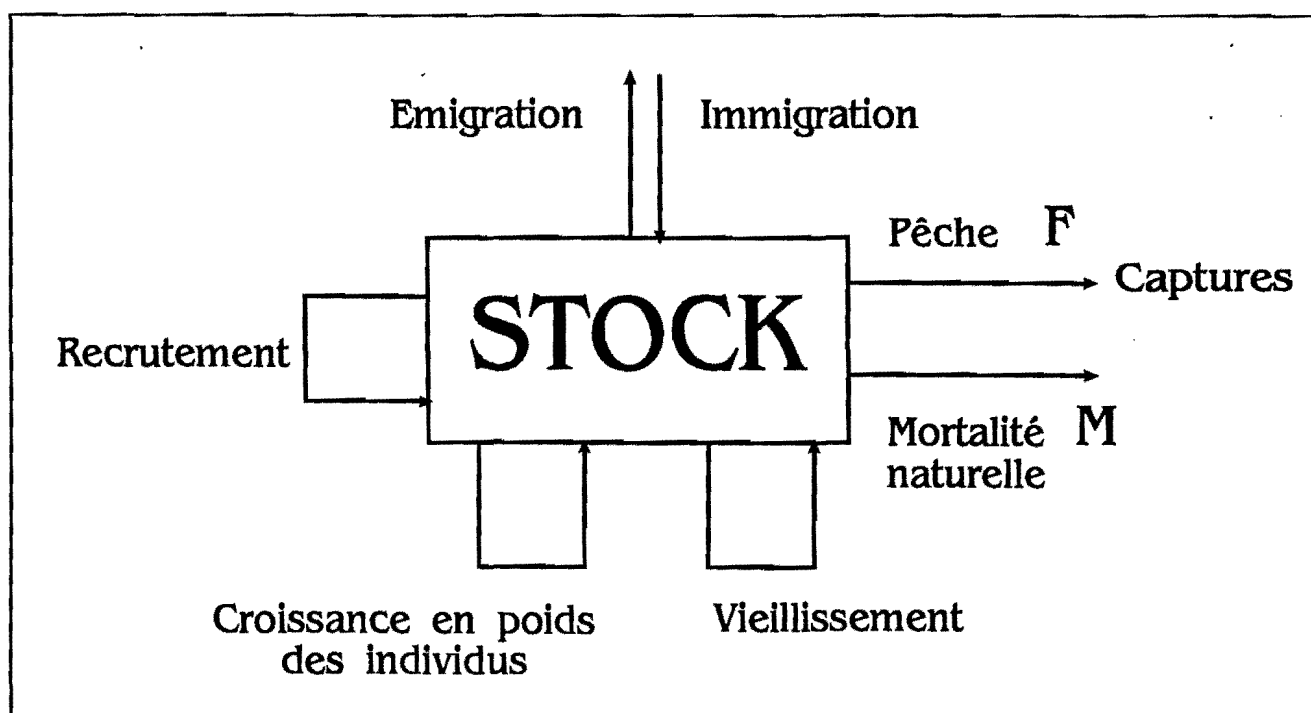 Emigration
Immigration
Pêche F
Captures
Recrutement
STOCK
Mortalité M
naturelle
Croissance en poids
des individus
Vieillissement